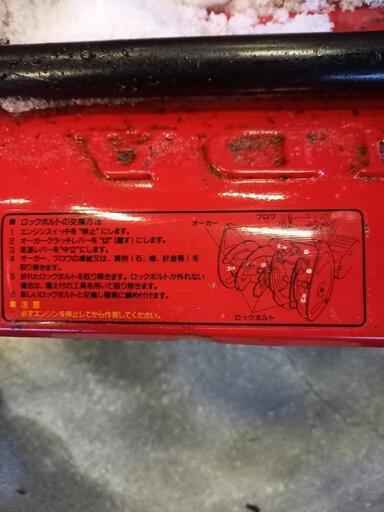 ■ ロックボルトの交換方法
1 エンジンスイッチを"停止"にします。
2 オーガークラッチレバーを"切"(離す)にします。
3 変速レバーを"中立"にします。
4 オーガー、ブロワの凍結又は、異物(石、棒、針金等)を
取り除きます。
5 折れたロックボルトを取り除きます。ロックボルトが外れない
場合は、備え付の工具を用いて取り除きます。
6 新しいロックボルトと交換し確実に締め付けます。
■ 注意
必ずエンジンを停止してから作業してください。
オーガー
ブロワ
ロックボルト